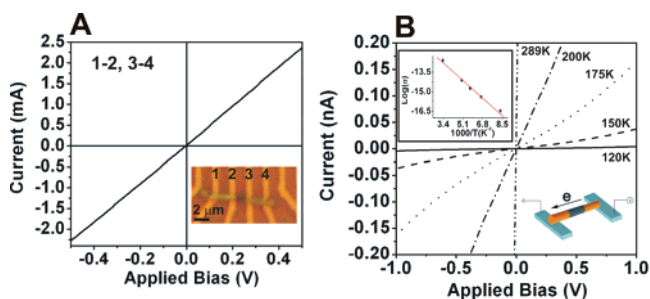 A
1-2, 3-4
Current (mA)
2.5
2.0
1.5
1.0
0.5
0.0
-0.5
-1.0
-1.5
-2.0
-2.5
-0.4 -0.2 0.0 0.2 0.4
Applied Bias (V)
1 2 3 4
2 μm
B
Current (nA)
0.20
0.15
0.10
0.05
0.00
-0.05
-0.10
-0.15
-0.20
-1.0 -0.5 0.0 0.5 1.0
Applied Bias (V)
289K
200K
175K
150K
120K
Log(σ)
-13.5
-15.0
-16.5
3.4 5.1 6.8 8.5
1000/T(K⁻¹)
e